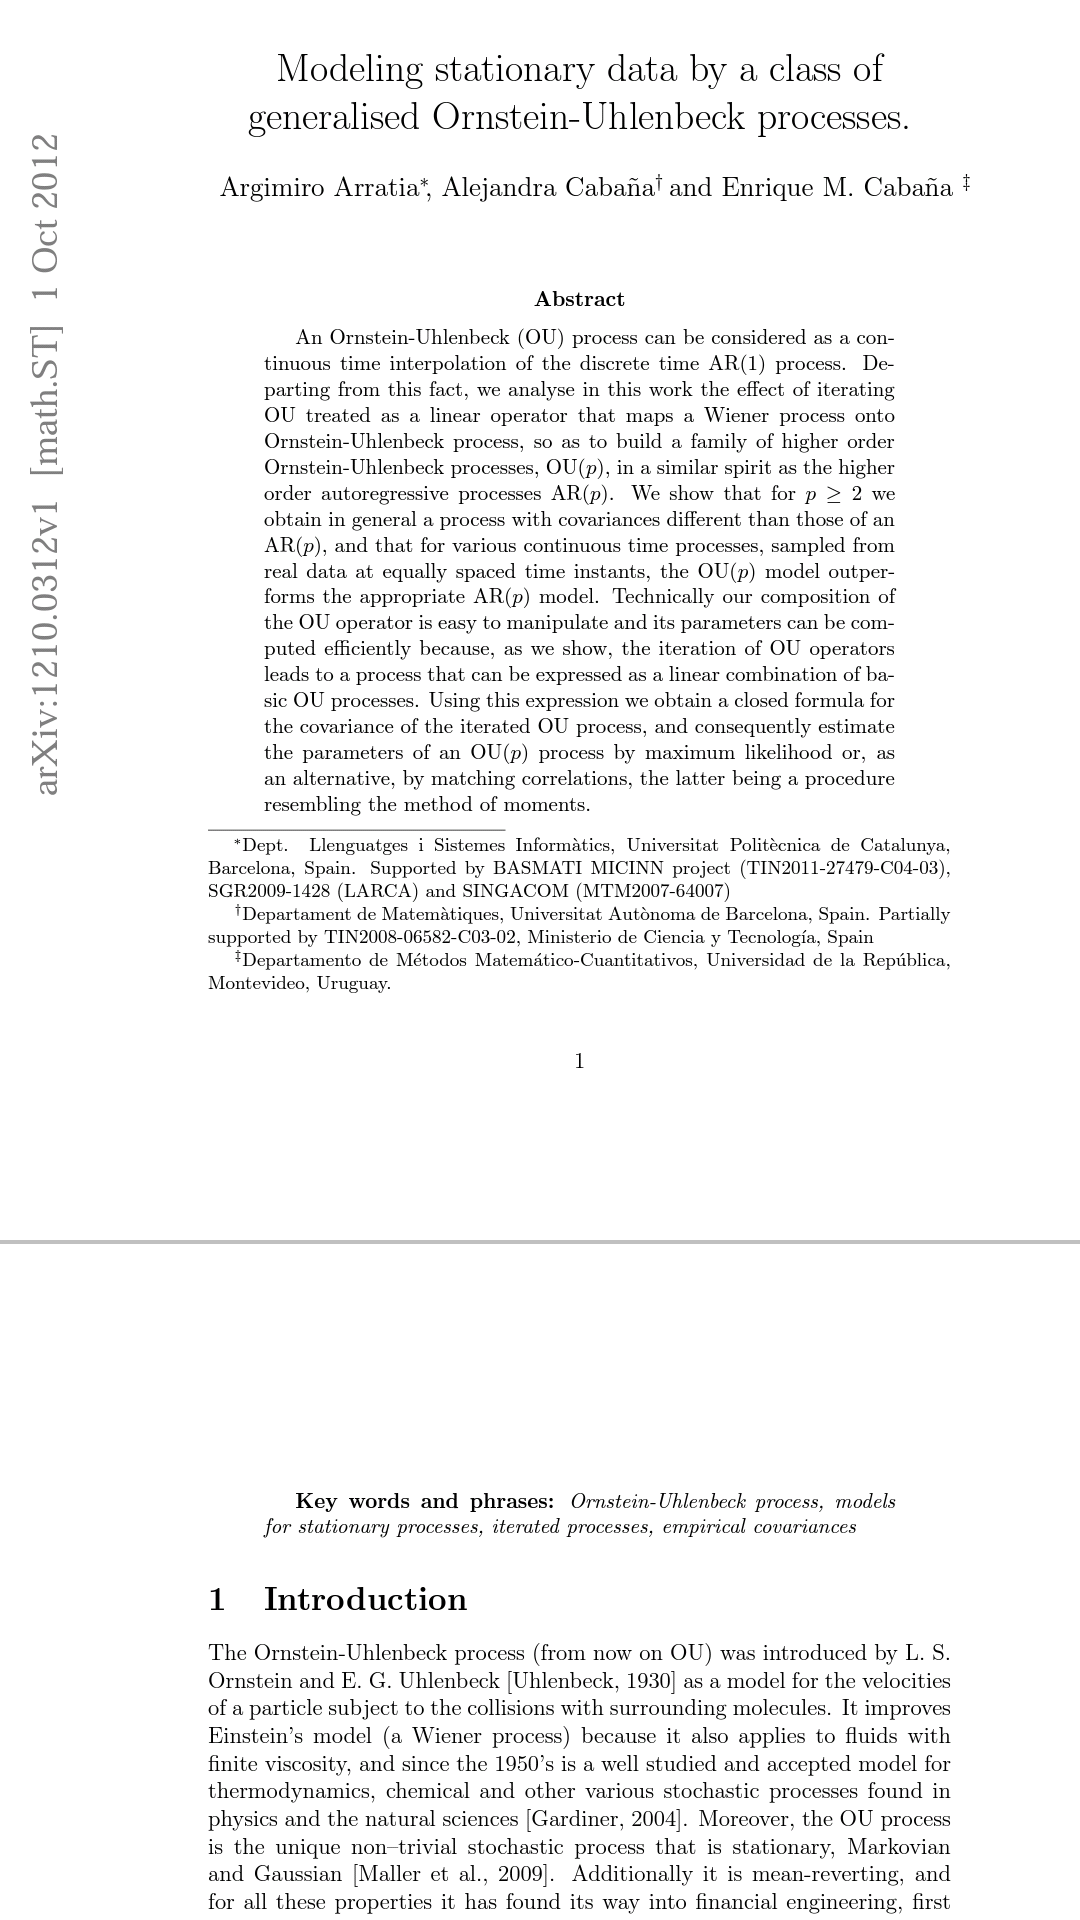 Modeling stationary data by a class of
generalised Ornstein-Uhlenbeck processes.
Argimiro Arratia*, Alejandra Cabaña† and Enrique M. Cabaña ‡
arXiv:1210.0312v1 [math.ST] 1 Oct 2012
Abstract
An Ornstein-Uhlenbeck (OU) process can be considered as a con-
tinuous time interpolation of the discrete time AR(1) process. De-
parting from this fact, we analyse in this work the effect of iterating
OU treated as a linear operator that maps a Wiener process onto
Ornstein-Uhlenbeck process, so as to build a family of higher order
Ornstein-Uhlenbeck processes, OU(p), in a similar spirit as the higher
order autoregressive processes AR(p). We show that for p ≥ 2 we
obtain in general a process with covariances different than those of an
AR(p), and that for various continuous time processes, sampled from
real data at equally spaced time instants, the OU(p) model outper-
forms the appropriate AR(p) model. Technically our composition of
the OU operator is easy to manipulate and its parameters can be com-
puted efficiently because, as we show, the iteration of OU operators
leads to a process that can be expressed as a linear combination of ba-
sic OU processes. Using this expression we obtain a closed formula for
the covariance of the iterated OU process, and consequently estimate
the parameters of an OU(p) process by maximum likelihood or, as
an alternative, by matching correlations, the latter being a procedure
resembling the method of moments.
*Dept. Llenguatges i Sistemes Informàtics, Universitat Politècnica de Catalunya,
Barcelona, Spain. Supported by BASMATI MICINN project (TIN2011-27479-C04-03),
SGR2009-1428 (LARCA) and SINGACOM (MTM2007-64007)
†Departament de Matemàtiques, Universitat Autònoma de Barcelona, Spain. Partially
supported by TIN2008-06582-C03-02, Ministerio de Ciencia y Tecnología, Spain
‡Departamento de Métodos Matemático-Cuantitativos, Universidad de la República,
Montevideo, Uruguay.
1
Key words and phrases: Ornstein-Uhlenbeck process, models
for stationary processes, iterated processes, empirical covariances
1 Introduction
The Ornstein-Uhlenbeck process (from now on OU) was introduced by L. S.
Ornstein and E. G. Uhlenbeck [Uhlenbeck, 1930] as a model for the velocities
of a particle subject to the collisions with surrounding molecules. It improves
Einstein's model (a Wiener process) because it also applies to fluids with
finite viscosity, and since the 1950's is a well studied and accepted model for
thermodynamics, chemical and other various stochastic processes found in
physics and the natural sciences [Gardiner, 2004]. Moreover, the OU process
is the unique non–trivial stochastic process that is stationary, Markovian
and Gaussian [Maller et al., 2009]. Additionally it is mean-reverting, and
for all these properties it has found its way into financial engineering, first